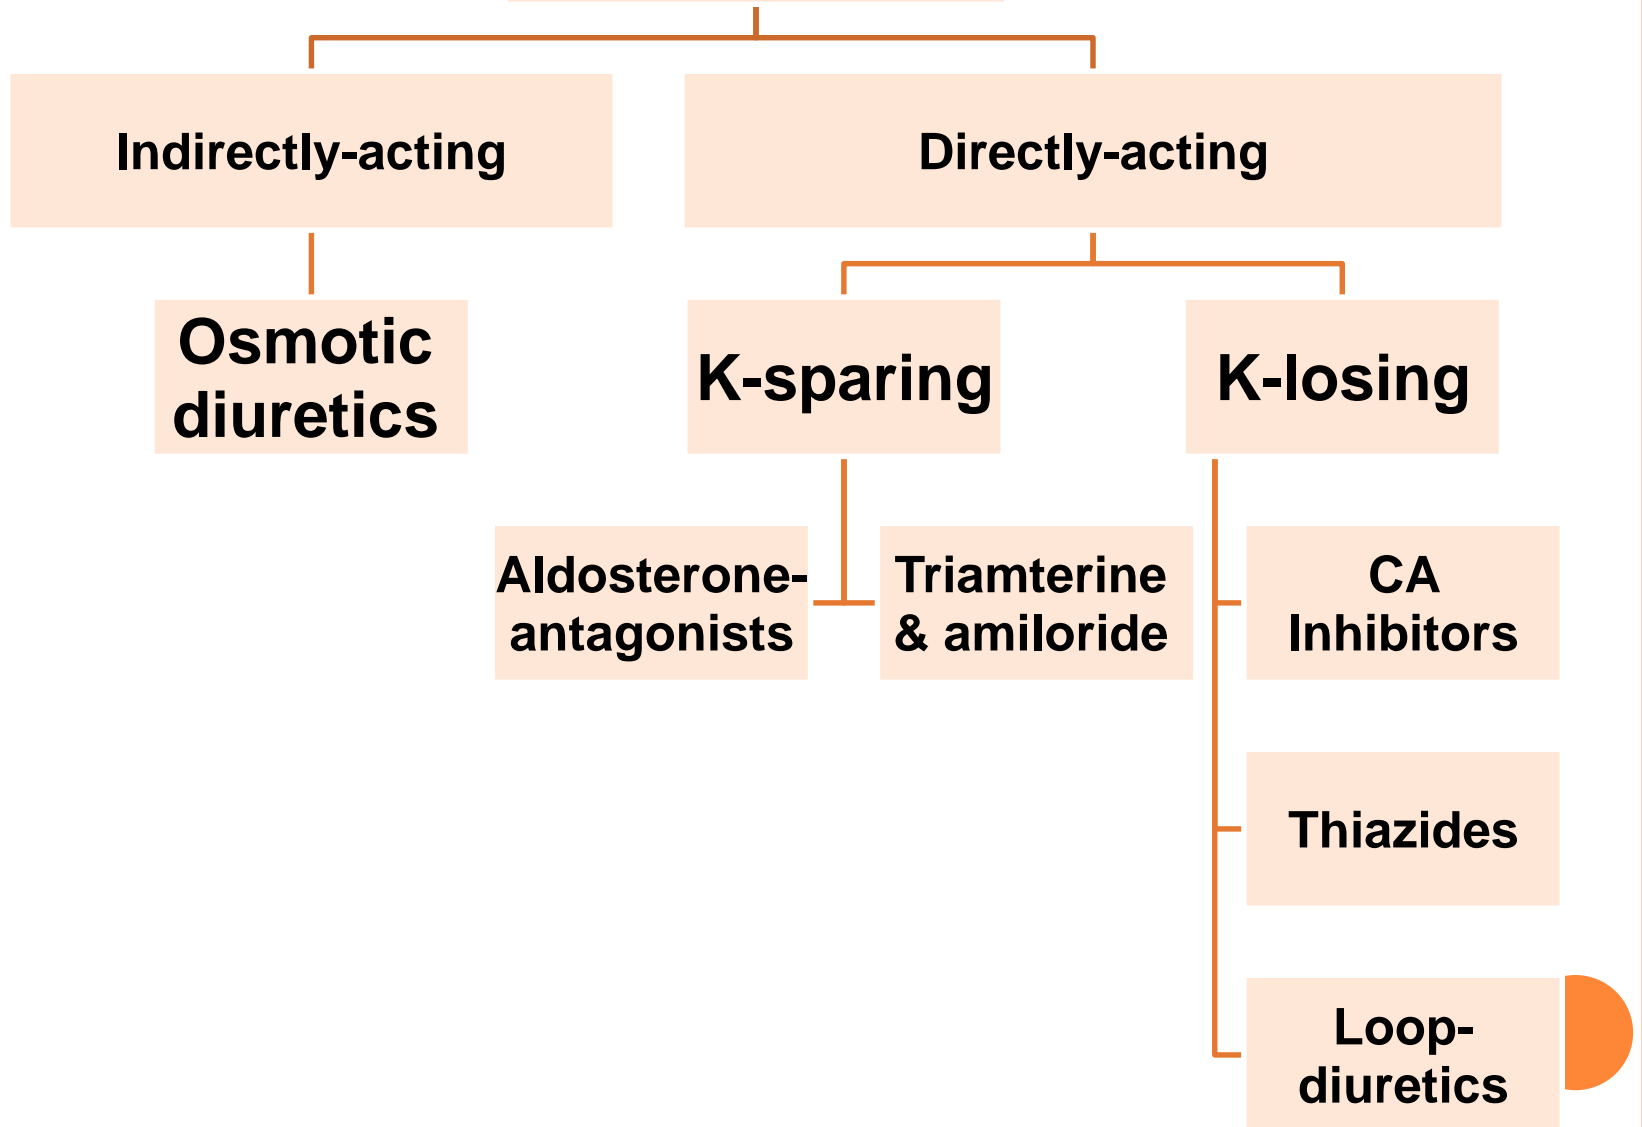 Indirectly-acting
Directly-acting
Osmotic
diuretics
K-sparing
K-losing
Aldosterone-
antagonists
Triamterine
& amiloride
CA
Inhibitors
Thiazides
Loop-
diuretics